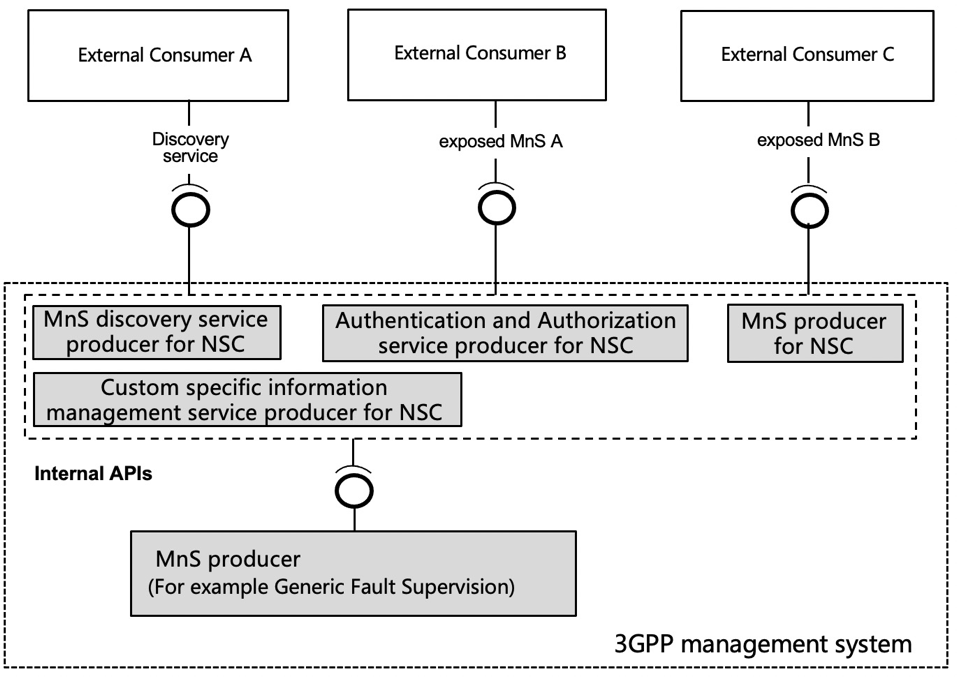 External Consumer A
External Consumer B
External Consumer C
Discovery
service
exposed MnS A
exposed MnS B
MnS discovery service
producer for NSC
Authentication and Authorization
service producer for NSC
MnS producer
for NSC
Custom specific information
management service producer for NSC
Internal APIs
MnS producer
(For example Generic Fault Supervision)
3GPP management system